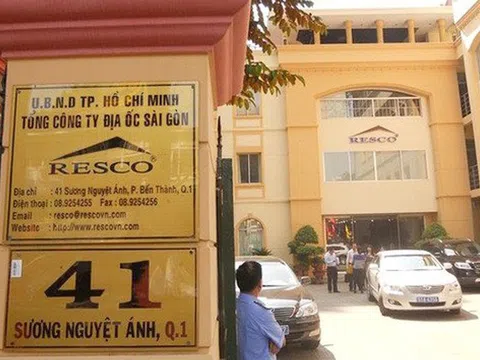 U.B.N.D TP. HỒ CHÍ MINH
TỔNG CÔNG TY ĐỊA ỐC SÀI GÒN
RESCO
Địa chỉ : 41 Sương Nguyệt Ánh, P. Bến Thành, Q.1
Điện thoại : 08.9254255 Fax : 08.9254256
Email : resco@rescovn.com
Website : http://www.rescovn.com
41
SƯƠNG NGUYỆT ÁNH, Q.1
RESCO